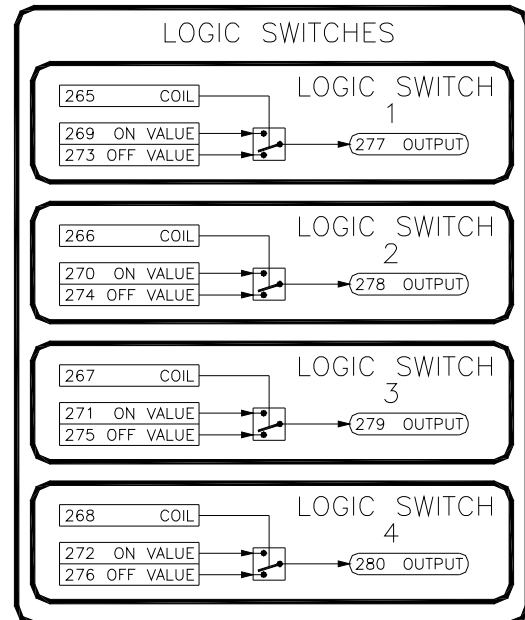 LOGIC SWITCHES
LOGIC SWITCH
1
265 COIL
269 ON VALUE
273 OFF VALUE
277 OUTPUT
LOGIC SWITCH
2
266 COIL
270 ON VALUE
274 OFF VALUE
278 OUTPUT
LOGIC SWITCH
3
267 COIL
271 ON VALUE
275 OFF VALUE
279 OUTPUT
LOGIC SWITCH
4
268 COIL
272 ON VALUE
276 OFF VALUE
280 OUTPUT